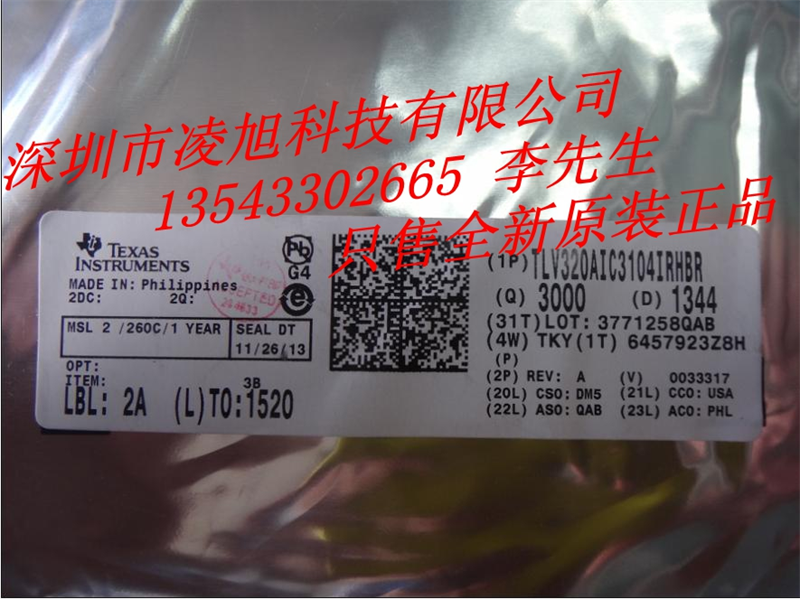 深圳市凌旭科技有限公司
13543302665 李先生
只售全新原装正品
TEXAS
INSTRUMENTS
MADE IN: Philippines
2DC: 2Q:
Pb
G4
e
MSL 2 /260C/1 YEAR
SEAL DT
11/26/13
OPT:
ITEM:
3B
LBL: 2A (L)TO:1520
(1P)TLV320AIC3104IRHBR
(Q) 3000 (D) 1344
(31T)LOT: 3771258QAB
(4W) TKY(1T) 6457923Z8H
(P)
(2P) REV: A (V) 0033317
(20L) CSO: DM5 (21L) CCO: USA
(22L) ASO: QAB (23L) ACO: PHL